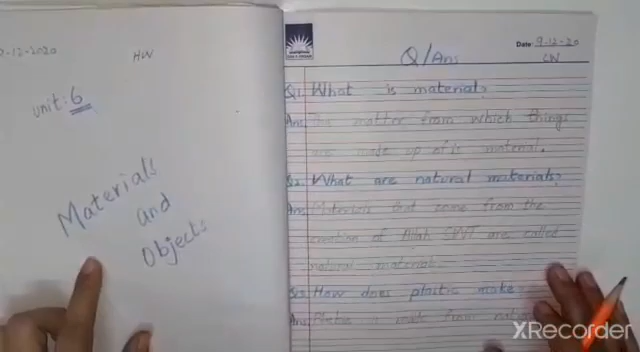 9-12-2020
HW
unit: 6
Materials
and
Objects
Date: 9-12-20
Q/Ans
CW
Q1. What is material?
Ans. The matter from which things
are made up of is material.
Q2. What are natural materials?
Ans. Materials that come from the
creation of Allah SWT are called
natural materials.
Q3. How does plastic make
Ans. Plastic is made from
XRecorder